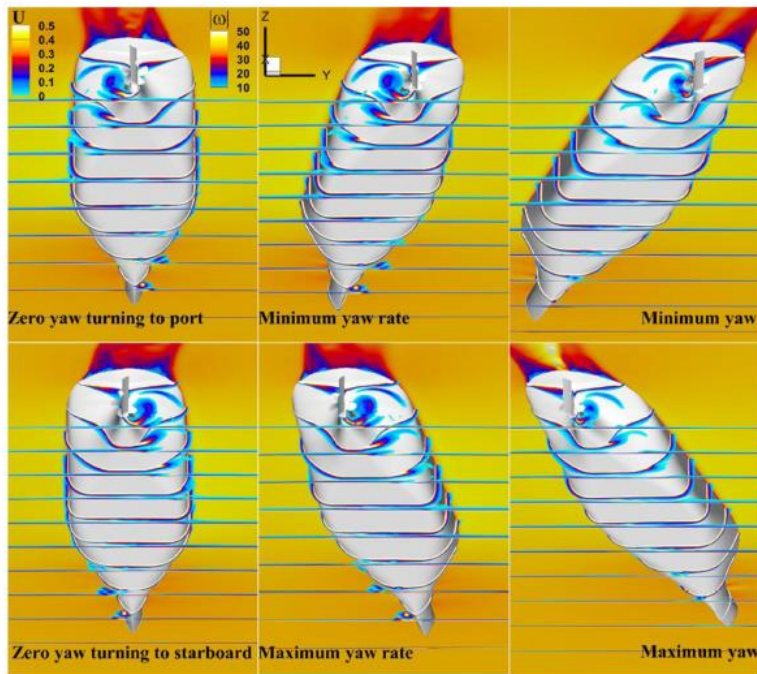 U
0.5
0.4
0.3
0.2
0.1
0
|ω|
50
40
30
20
10
Z
X
Y
Zero yaw turning to port
Minimum yaw rate
Minimum yaw
Zero yaw turning to starboard
Maximum yaw rate
Maximum yaw